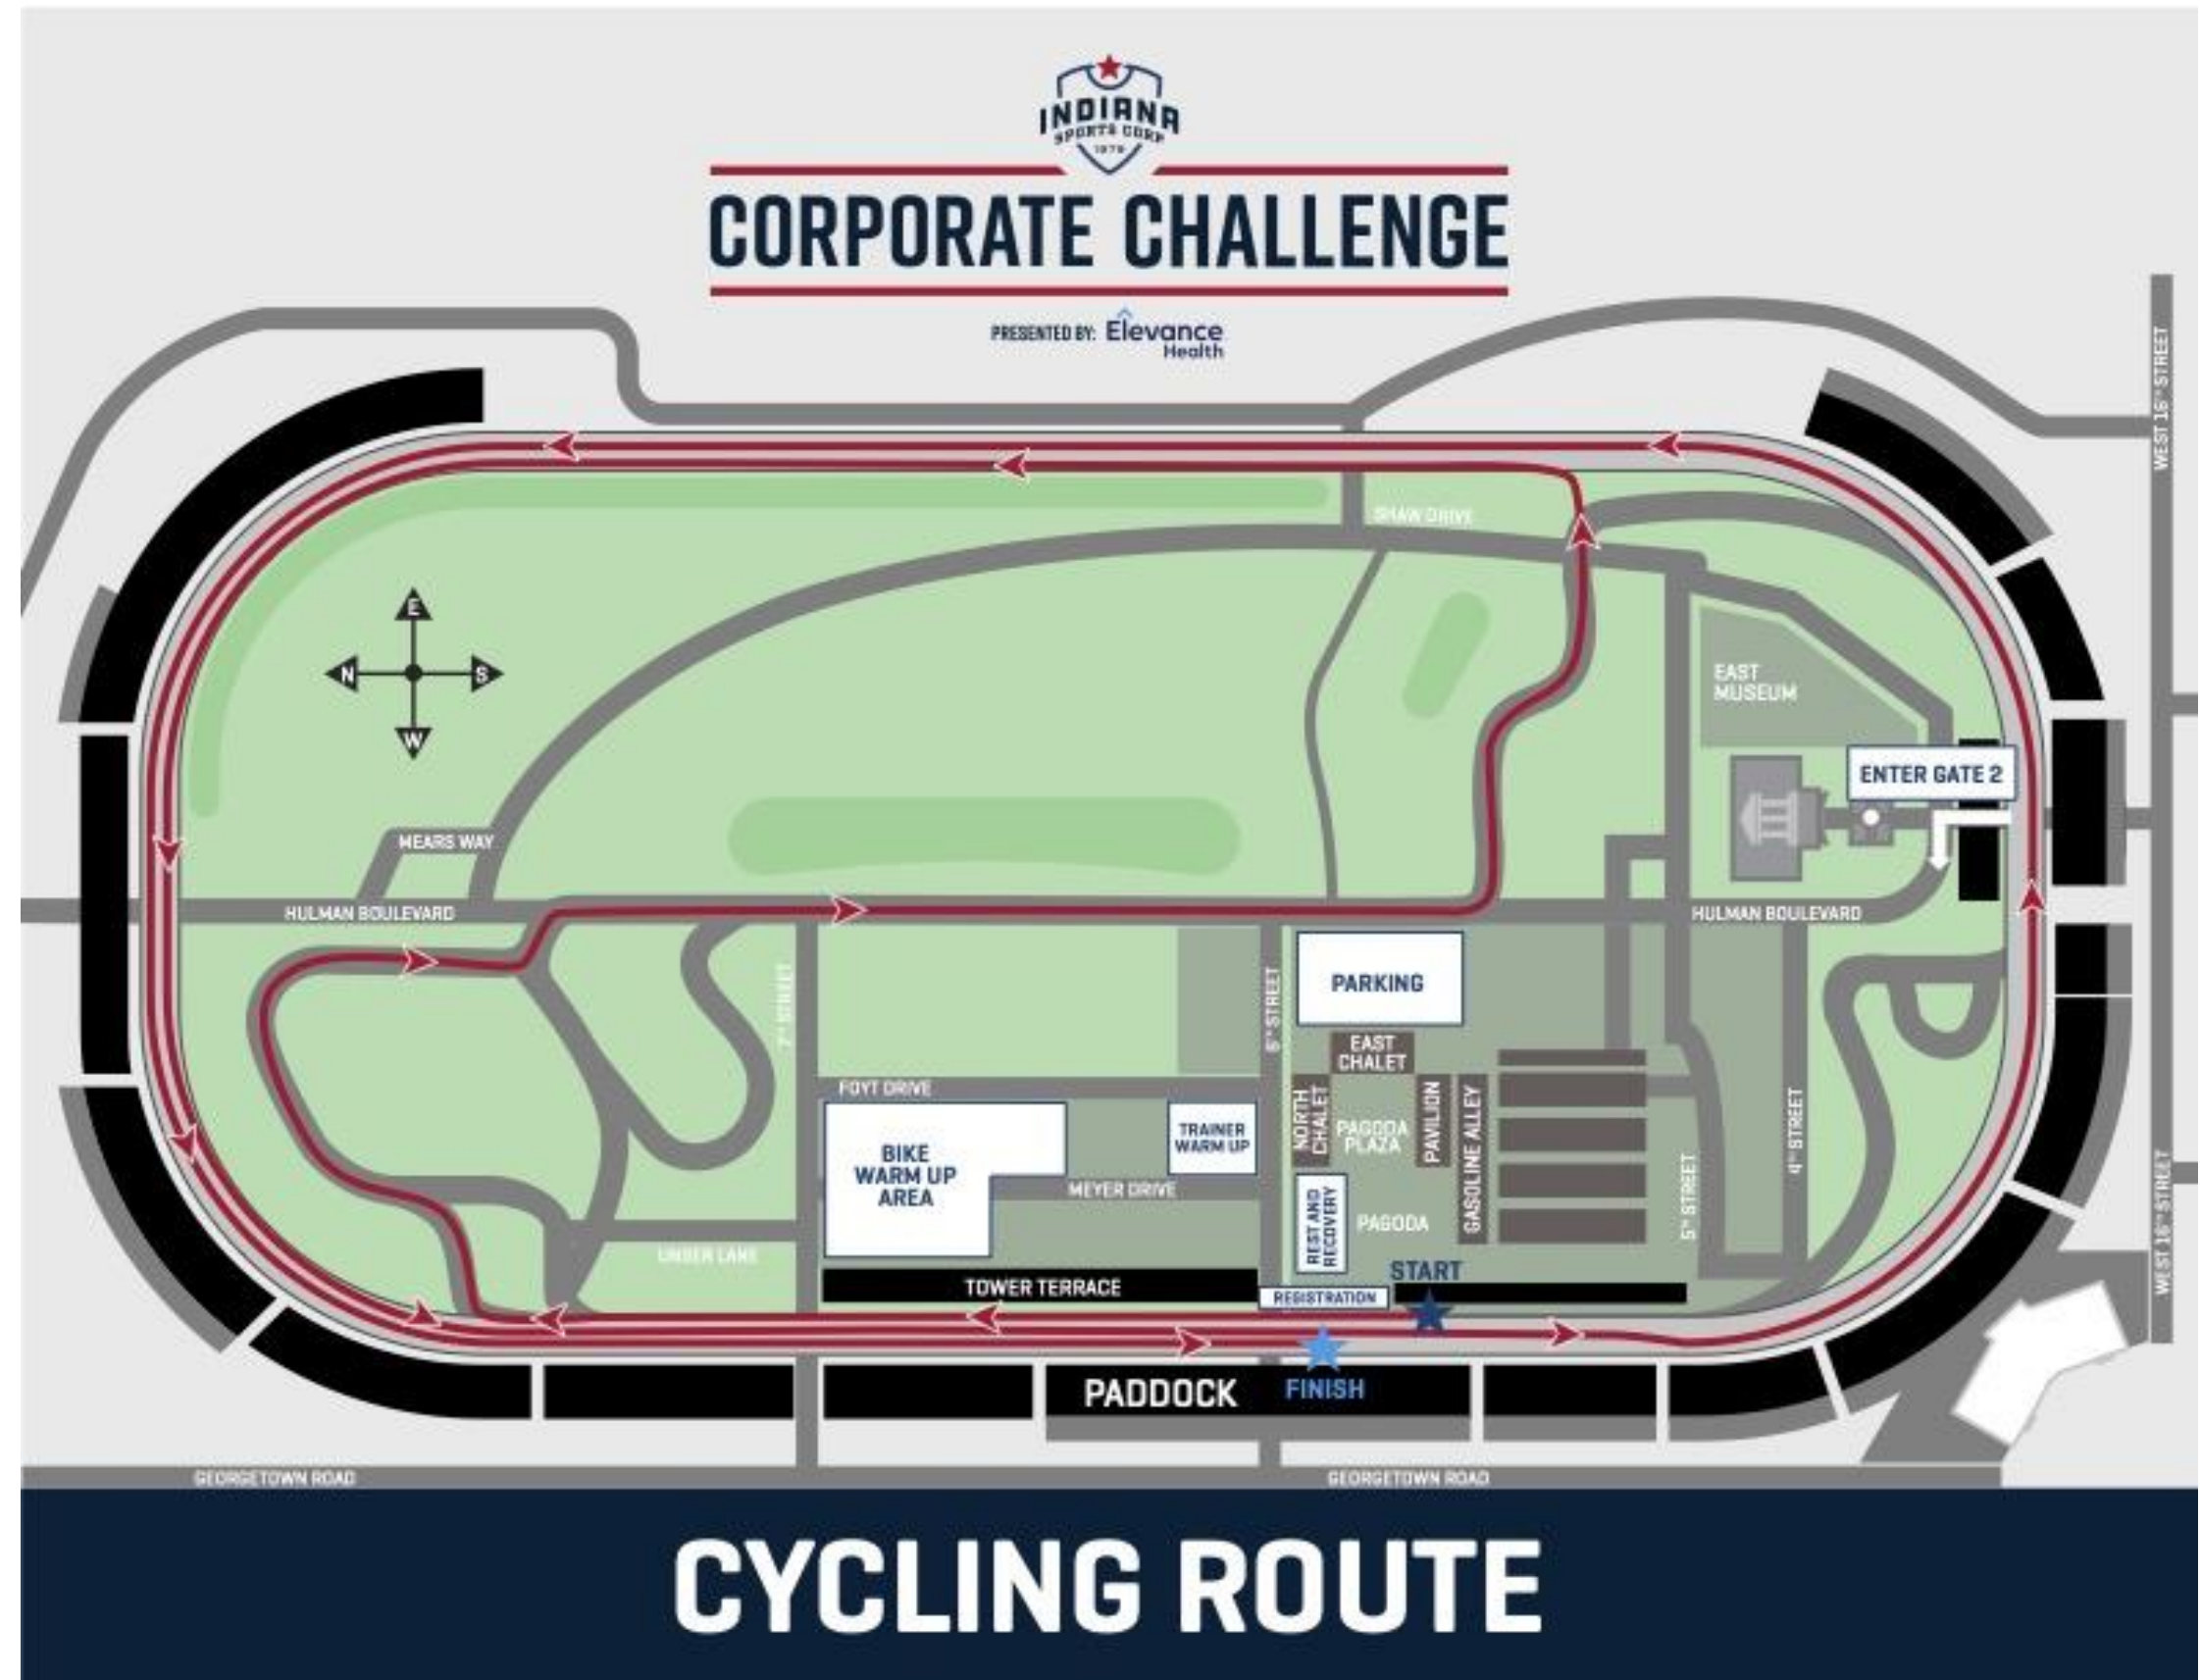 INDIANA
SPORTS CORP
1979
CORPORATE CHALLENGE
PRESENTED BY: Elevance
Health
WEST 16TH STREET
SHAW DRIVE
E
N
S
W
EAST
MUSEUM
ENTER GATE 2
MEARS WAY
HULMAN BOULEVARD
HULMAN BOULEVARD
7TH STREET
6TH STREET
PARKING
EAST
CHALET
FOYT DRIVE
NORTH
CHALET
PAGODA
PLAZA
PAVILION
GASOLINE ALLEY
BIKE
WARM UP
AREA
TRAINER
WARM UP
MEYER DRIVE
REST AND
RECOVERY
PAGODA
5TH STREET
4TH STREET
WEST 16TH STREET
UNSER LANE
START
TOWER TERRACE
REGISTRATION
PADDOCK
FINISH
GEORGETOWN ROAD
GEORGETOWN ROAD
CYCLING ROUTE